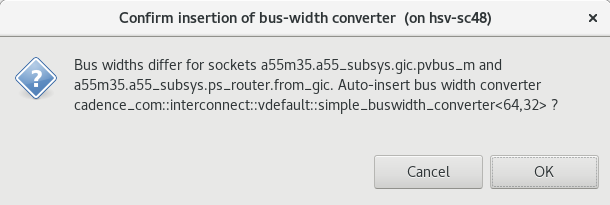 Confirm insertion of bus-width converter (on hsv-sc48)
×
?
Bus widths differ for sockets a55m35.a55_subsys.gic.pvbus_m and
a55m35.a55_subsys.ps_router.from_gic. Auto-insert bus width converter
cadence_com::interconnect::vdefault::simple_buswidth_converter<64,32> ?
Cancel
OK